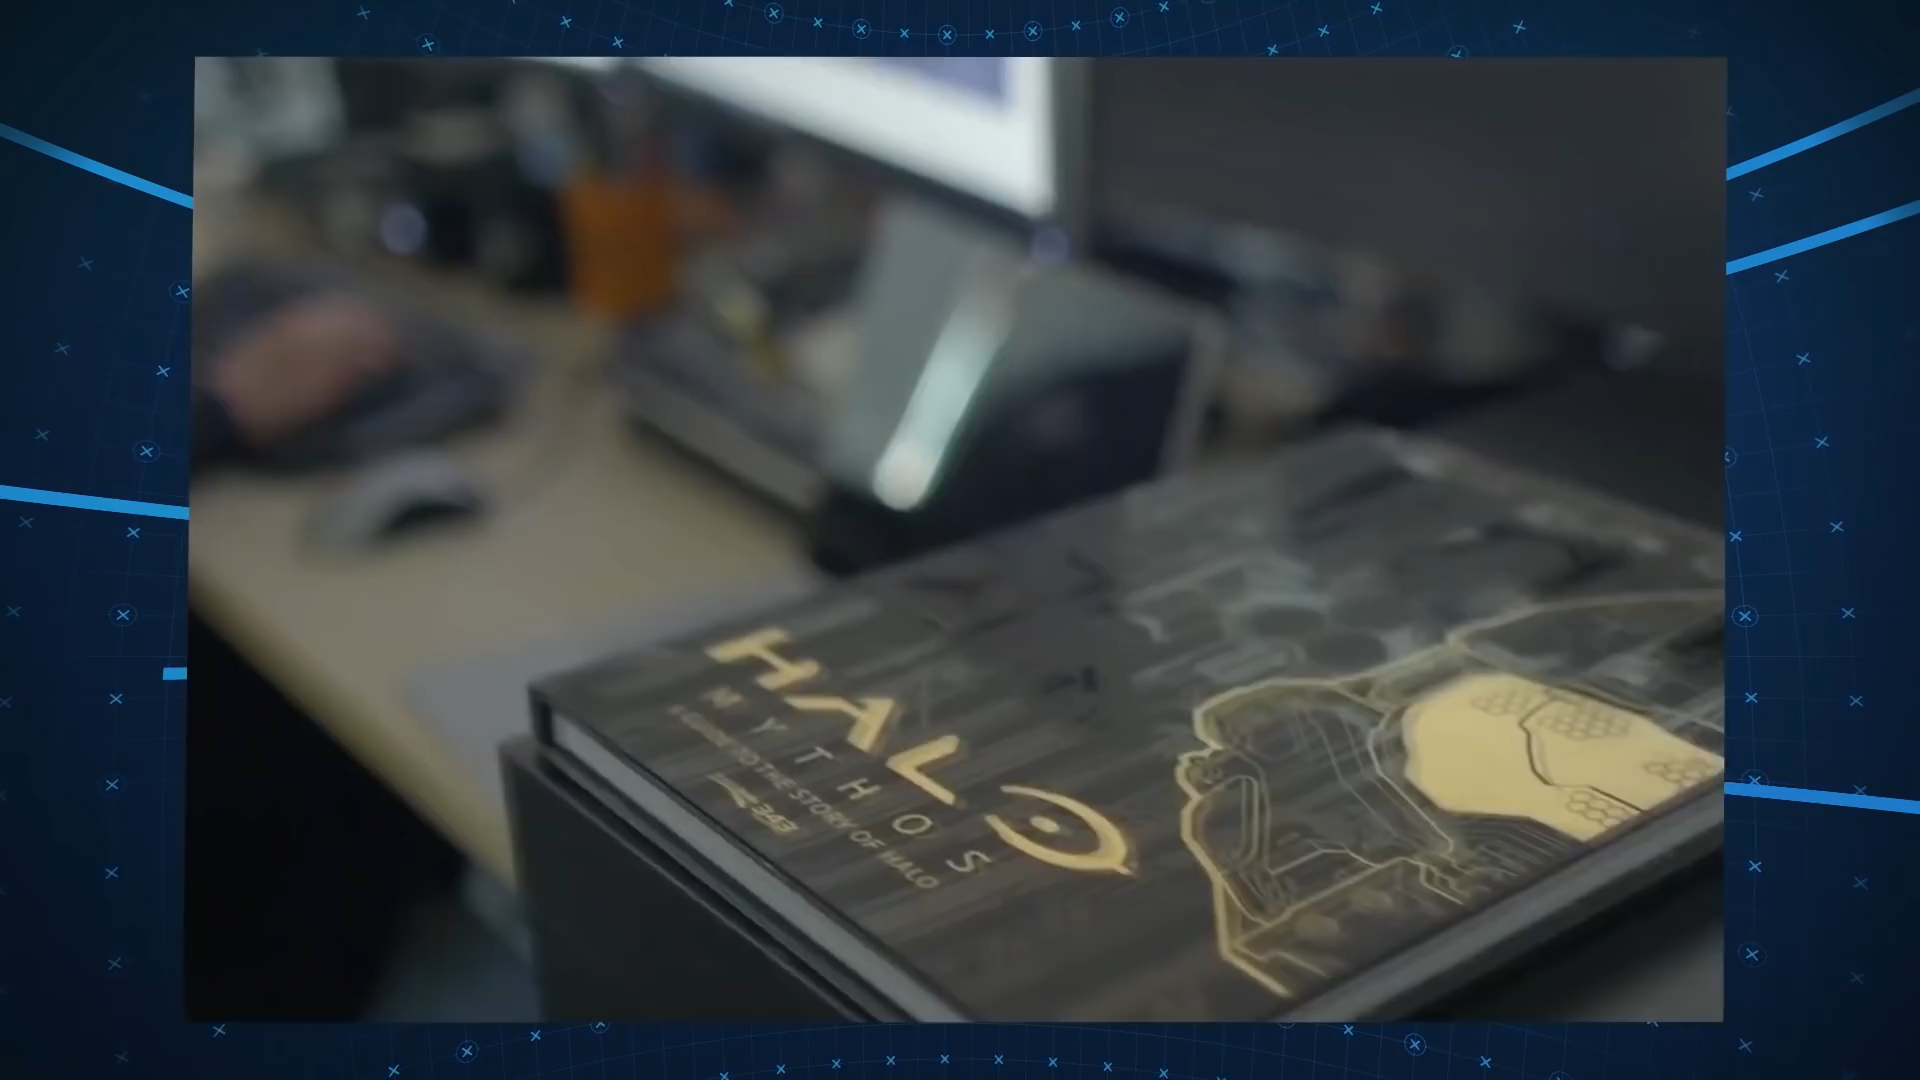 HALO
MYTHOS
A GUIDE TO THE STORY OF HALO
343